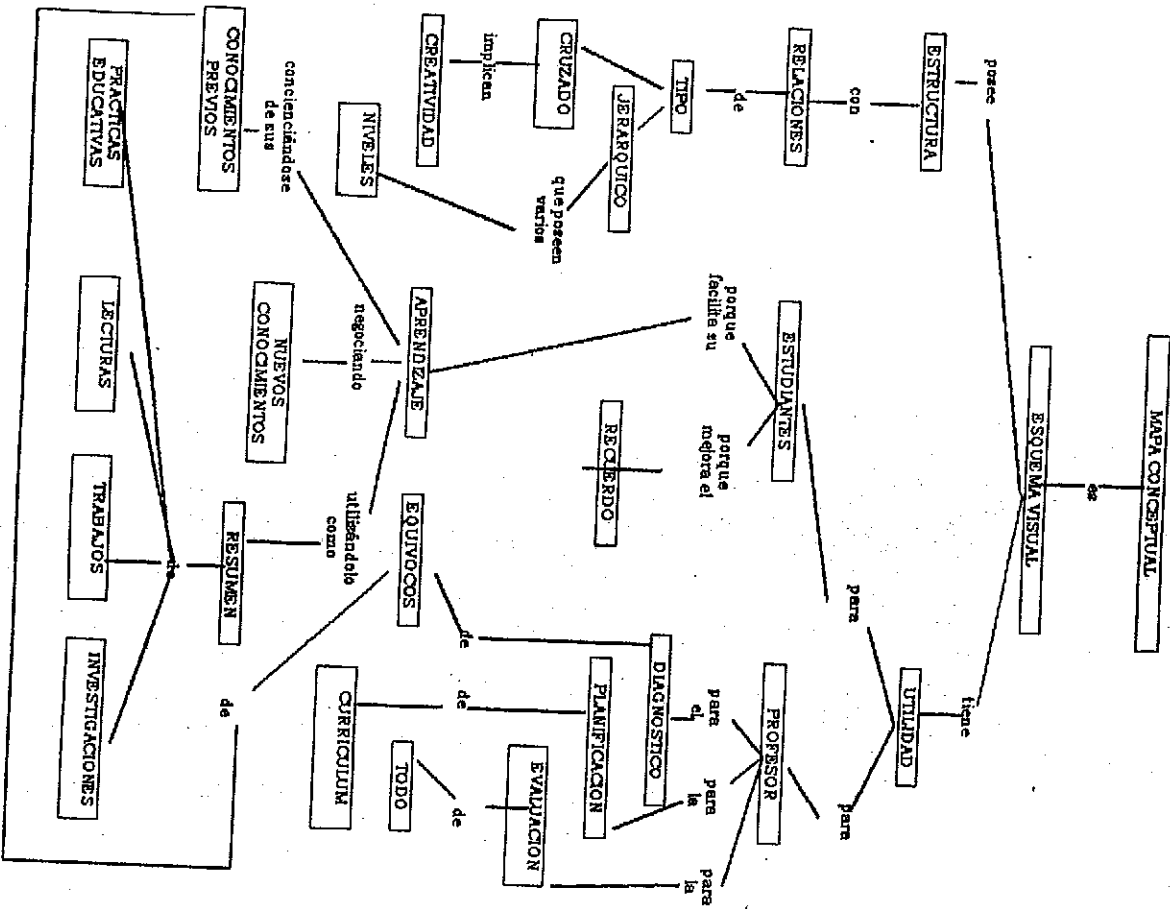 MAPA CONCEPTUAL
es
ESQUEMA VISUAL
posee
tiene
ESTRUCTURA
UTILIDAD
con
para
para
RELACIONES
ESTUDIANTES
PROFESOR
de
porque
facilita su
porque
mejora el
para
el
para
la
para
la
TIPO
DIAGNOSTICO
JERARQUICO
RECUERDO
PLANIFICACION
CRUZADO
que poseen
varios
EVALUACION
implican
de
de
de
CREATIVIDAD
APRENDIZAJE
EQUIVOCOS
TODO
NIVELES
negociando
utilizándolo
como
CURRICULUM
concienciándose
de sus
NUEVOS
CONOCIMIENTOS
CONOCIMIENTOS
PREVIOS
RESUMEN
de
de
PRACTICAS
EDUCATIVAS
LECTURAS
TRABAJOS
INVESTIGACIONES